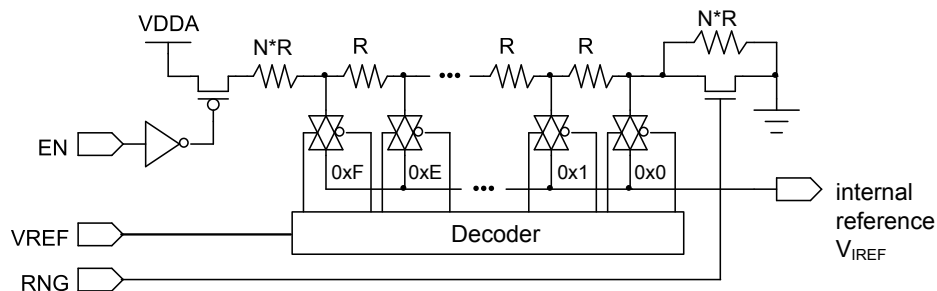 VDDA
N*R
R
R
R
N*R
•••
EN
0xF
0xE
0x1
0x0
•••
internal
reference
VIREF
VREF
Decoder
RNG